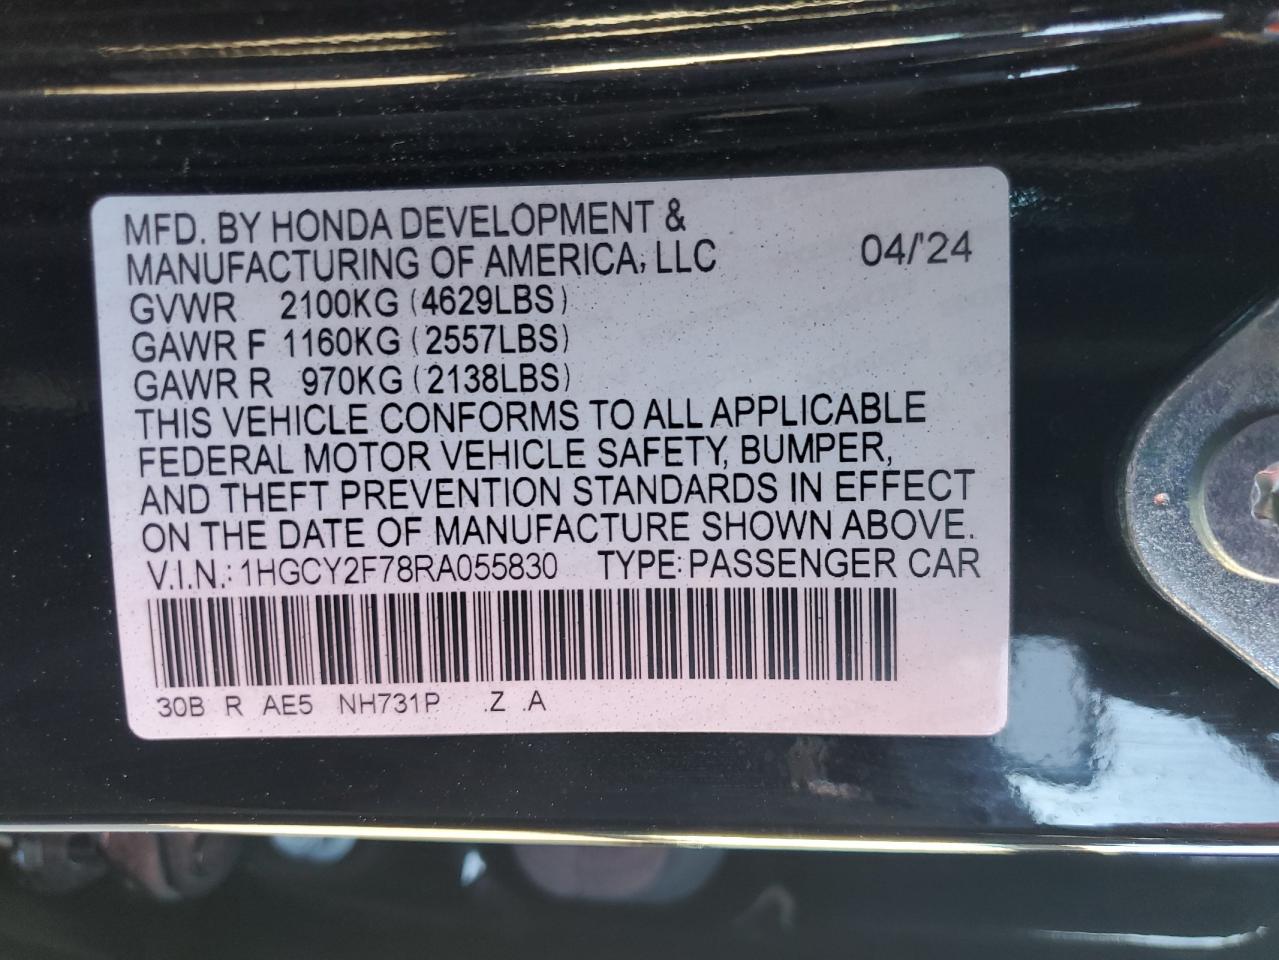 MFD. BY HONDA DEVELOPMENT &
MANUFACTURING OF AMERICA, LLC 04/'24
GVWR 2100KG (4629LBS)
GAWR F 1160KG (2557LBS)
GAWR R 970KG (2138LBS)
THIS VEHICLE CONFORMS TO ALL APPLICABLE
FEDERAL MOTOR VEHICLE SAFETY, BUMPER,
AND THEFT PREVENTION STANDARDS IN EFFECT
ON THE DATE OF MANUFACTURE SHOWN ABOVE.
V.I.N.: 1HGCY2F78RA055830 TYPE: PASSENGER CAR
30B R AE5 NH731P .Z .A